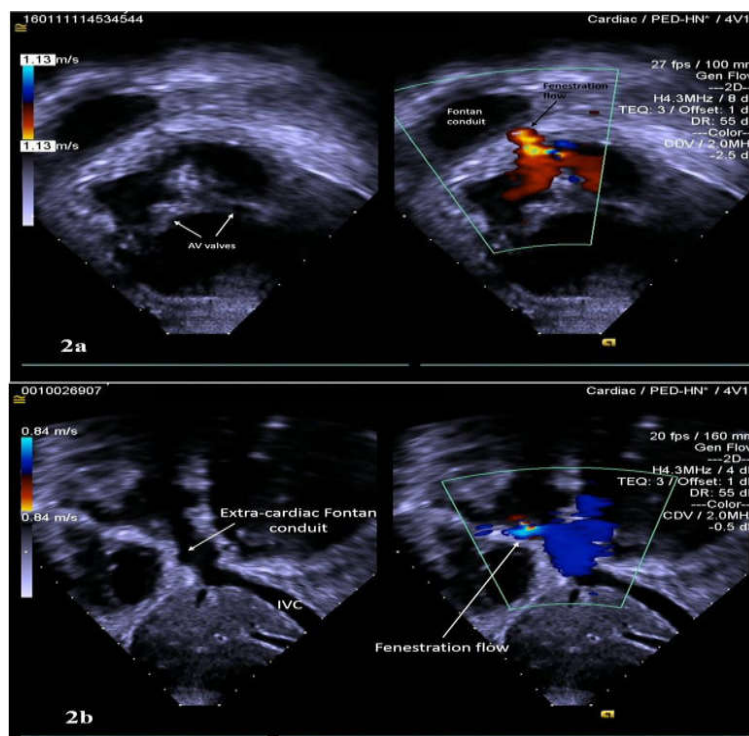 160111114534544
Cardiac / PED-HN* / 4V1
1.13 m/s
1.13 m/s
27 fps / 100 mm
Gen Flow
---2D--
H4.3MHz / 8 d
TEQ: 3 / Offset: 1 d
DR: 55 d
---Color--
CDV / 2.0MH
-2.5 d
Fenestration
flow
Fontan
conduit
AV valves
2a
0010026907
Cardiac / PED-HN* / 4V1
0.84 m/s
0.84 m/s
20 fps / 160 mm
Gen Flow
---2D--
H4.3MHz / 4 d
TEQ: 3 / Offset: 1 d
DR: 55 d
---Color--
CDV / 2.0MH
-0.5 d
Extra-cardiac Fontan
conduit
IVC
Fenestration flow
2b